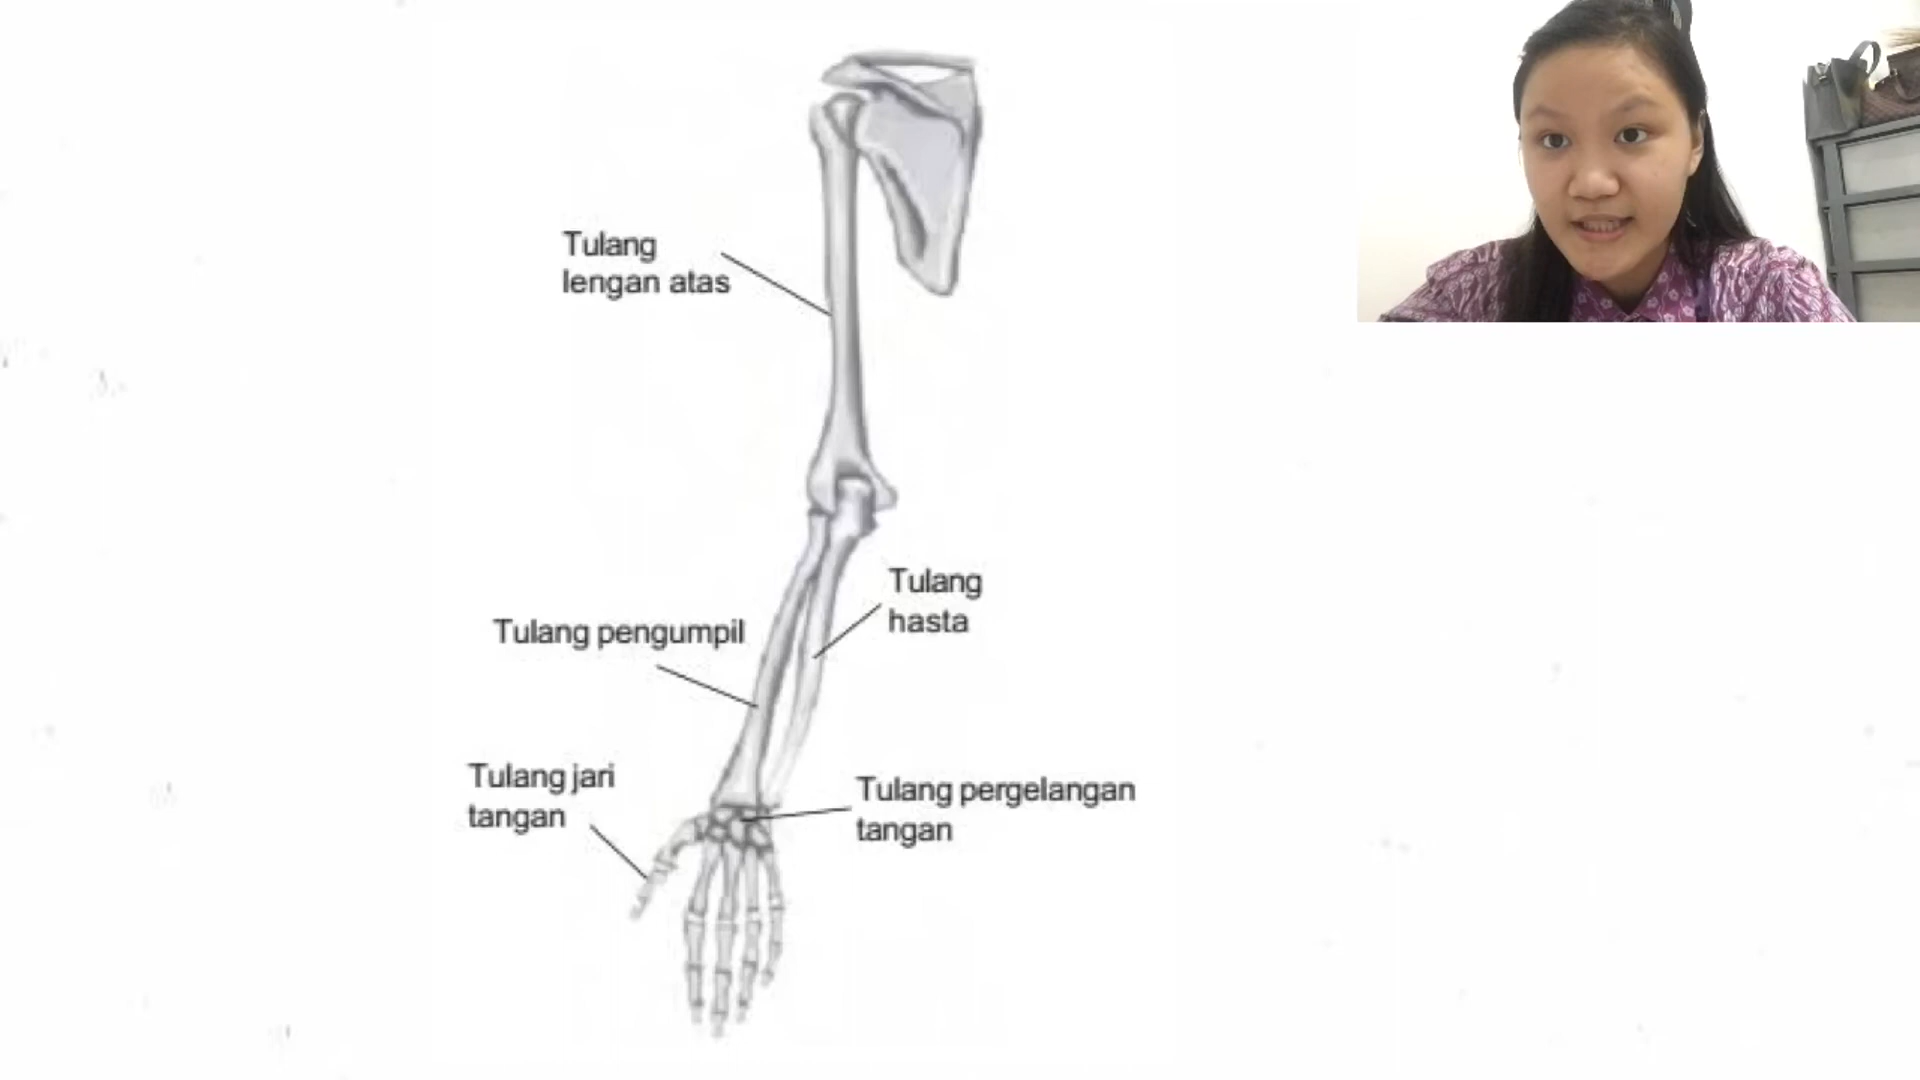 Tulang
lengan atas
Tulang
hasta
Tulang pengumpil
Tulang jari
tangan
Tulang pergelangan
tangan